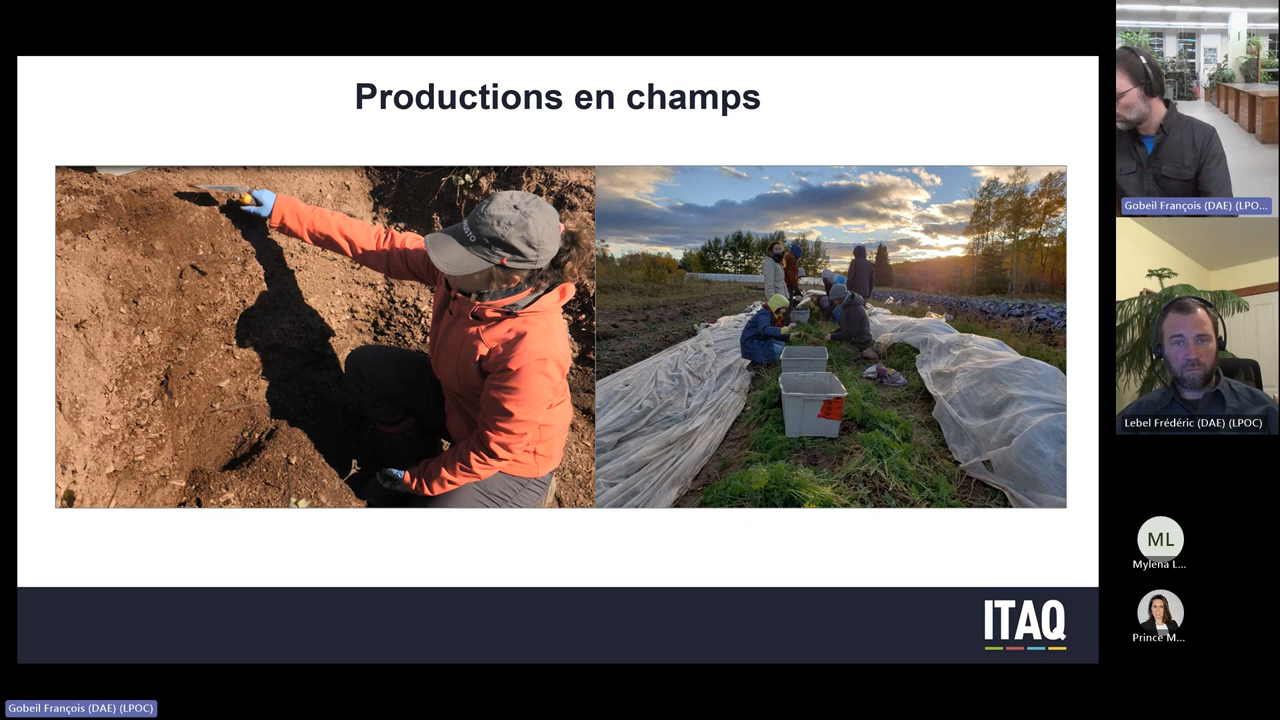 Productions en champs
ITAQ
Gobeil François (DAE) (LPO...
Lebel Frédéric (DAE) (LPOC)
ML
Mylena L...
Prince M...
Gobeil François (DAE) (LPOC)